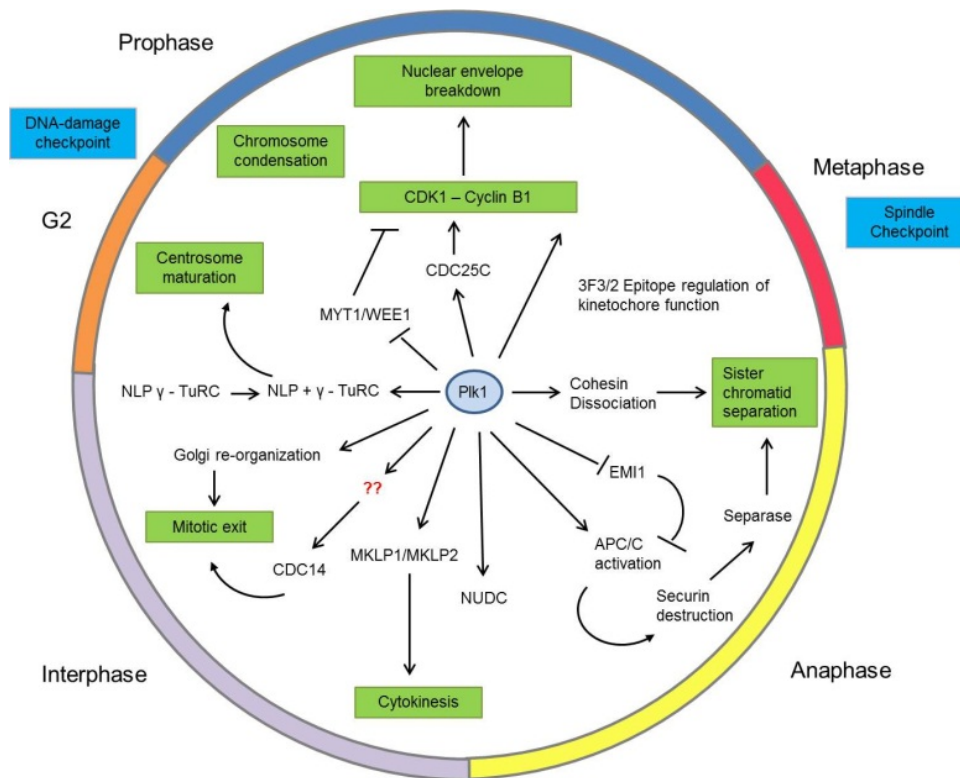 Prophase
Nuclear envelope
breakdown
DNA-damage
checkpoint
Chromosome
condensation
Metaphase
CDK1 – Cyclin B1
G2
Spindle
Checkpoint
Centrosome
maturation
CDC25C
3F3/2 Epitope regulation of
kinetochore function
MYT1/WEE1
NLP γ - TuRC
NLP + γ - TuRC
Plk1
Cohesin
Dissociation
Sister
chromatid
separation
Golgi re-organization
EMI1
??
Separase
Mitotic exit
CDC14
MKLP1/MKLP2
APC/C
activation
NUDC
Securin
destruction
Interphase
Anaphase
Cytokinesis